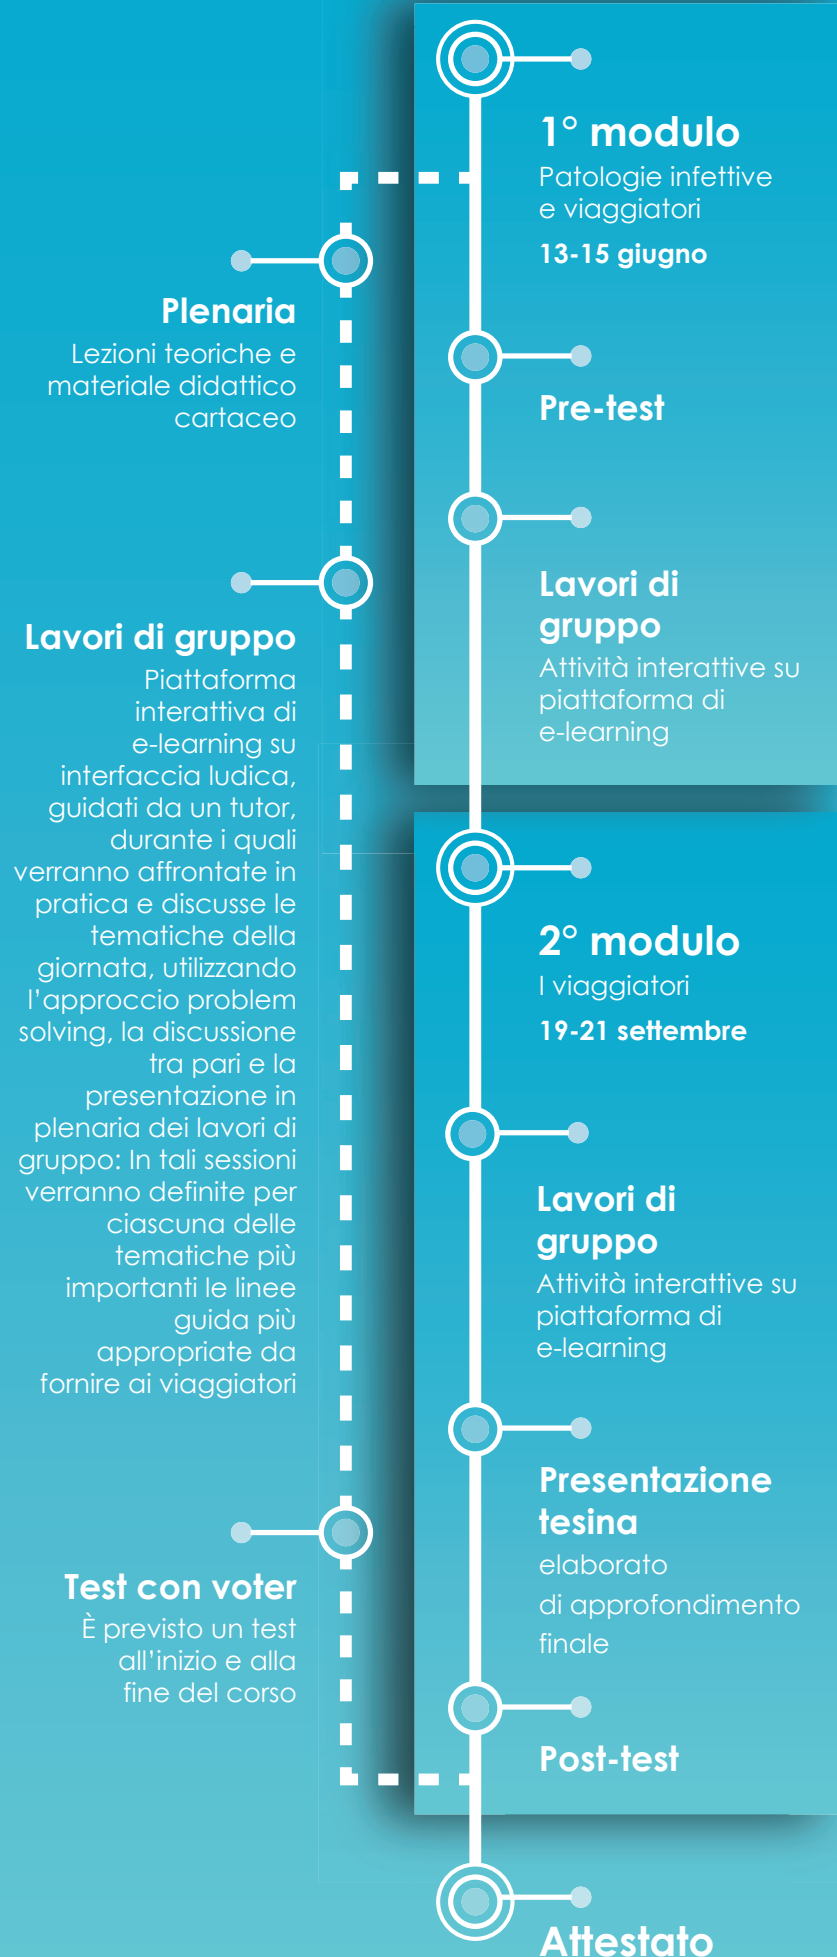 1° modulo
Patologie infettive
e viaggiatori
13-15 giugno
Pre-test
Lavori di
gruppo
Attività interattive su
piattaforma di
e-learning
2° modulo
I viaggiatori
19-21 settembre
Lavori di
gruppo
Attività interattive su
piattaforma di
e-learning
Presentazione
tesina
elaborato
di approfondimento
finale
Post-test
Attestato
Plenaria
Lezioni teoriche e
materiale didattico
cartaceo
Lavori di gruppo
Piattaforma
interattiva di
e-learning su
interfaccia ludica,
guidati da un tutor,
durante i quali
verranno affrontate in
pratica e discusse le
tematiche della
giornata, utilizzando
l'approccio problem
solving, la discussione
tra pari e la
presentazione in
plenaria dei lavori di
gruppo: In tali sessioni
verranno definite per
ciascuna delle
tematiche più
importanti le linee
guida più
appropriate da
fornire ai viaggiatori
Test con voter
È previsto un test
all'inizio e alla
fine del corso